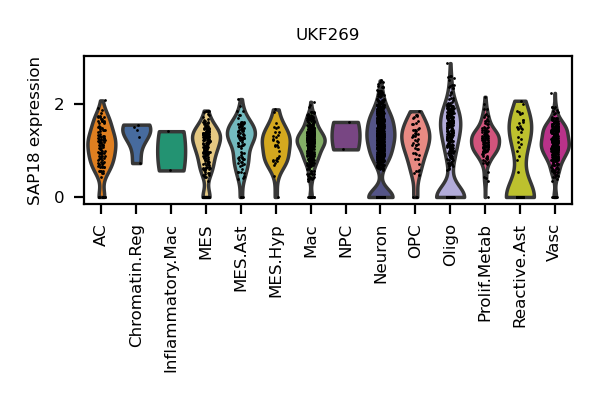 UKF269
SAP18 expression
2
0
AC
Chromatin.Reg
Inflammatory.Mac
MES
MES.Ast
MES.Hyp
Mac
NPC
Neuron
OPC
Oligo
Prolif.Metab
Reactive.Ast
Vasc